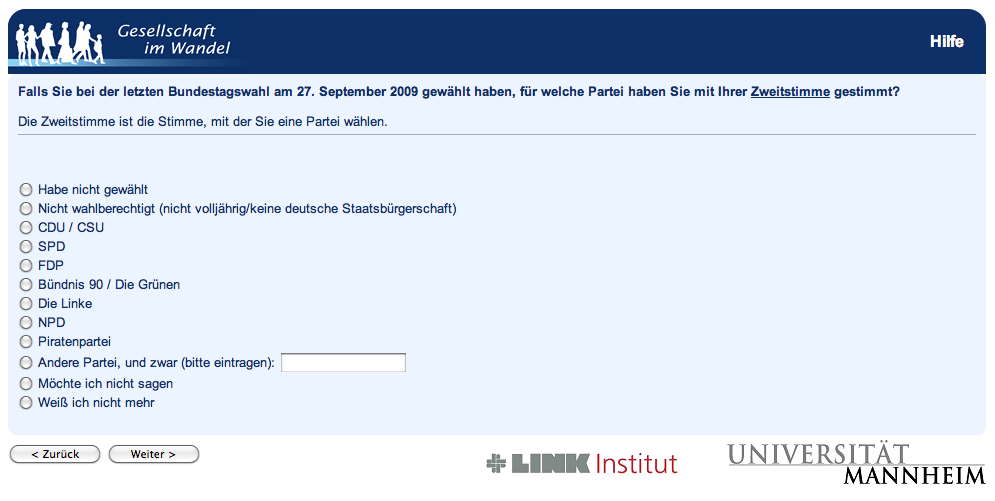 Gesellschaft
im Wandel
Hilfe
Falls Sie bei der letzten Bundestagswahl am 27. September 2009 gewählt haben, für welche Partei haben Sie mit Ihrer Zweitstimme gestimmt?
Die Zweitstimme ist die Stimme, mit der Sie eine Partei wählen.
Habe nicht gewählt
Nicht wahlberechtigt (nicht volljährig/keine deutsche Staatsbürgerschaft)
CDU / CSU
SPD
FDP
Bündnis 90 / Die Grünen
Die Linke
NPD
Piratenpartei
Andere Partei, und zwar (bitte eintragen):
Möchte ich nicht sagen
Weiß ich nicht mehr
< Zurück Weiter >
LINK Institut
UNIVERSITÄT
MANNHEIM